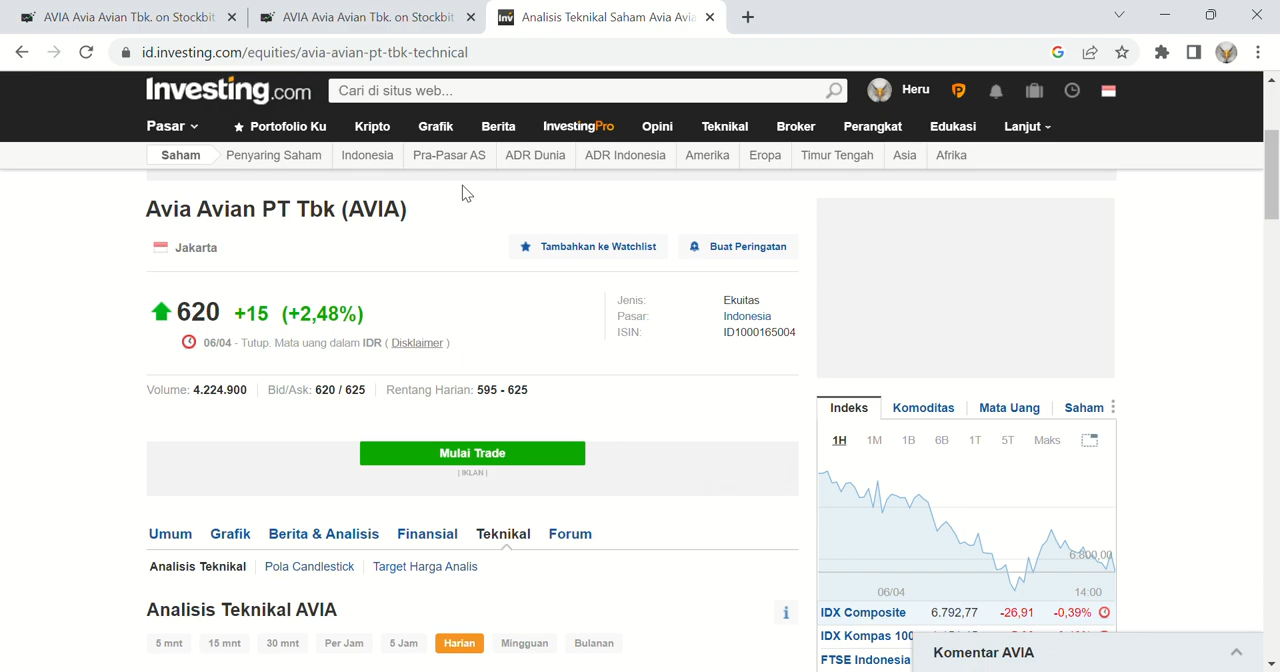 AVIA Avia Avian Tbk. on Stockbit
AVIA Avia Avian Tbk. on Stockbit
Analisis Teknikal Saham Avia Avia
id.investing.com/equities/avia-avian-pt-tbk-technical
Investing.com
Cari di situs web...
Heru
Pasar
Portofolio Ku
Kripto
Grafik
Berita
InvestingPro
Opini
Teknikal
Broker
Perangkat
Edukasi
Lanjut
Saham
Penyaring Saham
Indonesia
Pra-Pasar AS
ADR Dunia
ADR Indonesia
Amerika
Eropa
Timur Tengah
Asia
Afrika
Avia Avian PT Tbk (AVIA)
Jakarta
Tambahkan ke Watchlist
Buat Peringatan
620 +15 (+2,48%)
06/04 - Tutup. Mata uang dalam IDR ( Disklaimer )
Jenis: Ekuitas
Pasar: Indonesia
ISIN: ID1000165004
Volume: 4.224.900
Bid/Ask: 620 / 625
Rentang Harian: 595 - 625
Mulai Trade
[ IKLAN ]
Umum
Grafik
Berita & Analisis
Finansial
Teknikal
Forum
Analisis Teknikal
Pola Candlestick
Target Harga Analis
Analisis Teknikal AVIA
5 mnt
15 mnt
30 mnt
Per Jam
5 Jam
Harian
Mingguan
Bulanan
Indeks
Komoditas
Mata Uang
Saham
1H
1M
1B
6B
1T
5T
Maks
6.800,00
06/04
14:00
IDX Composite 6.792,77 -26,91 -0,39%
IDX Kompas 100
FTSE Indonesia
Komentar AVIA